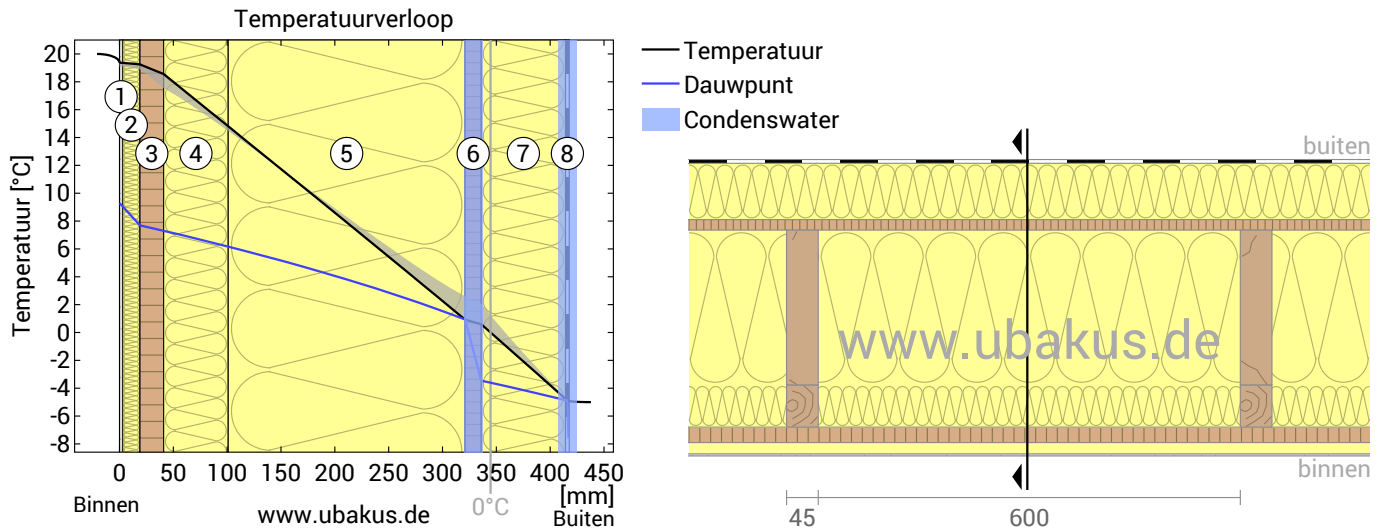 Temperatuurverloop
Temperatuur [°C]
20
18
16
14
12
10
8
6
4
2
0
-2
-4
-6
-8
1
2
3
4
5
6
7
8
0 50 100 150 200 250 300 350 400 450
[mm]
Binnen
www.ubakus.de
0°C
Buiten
Temperatuur
Dauwpunt
Condenswater
buiten
www.ubakus.de
binnen
45
600